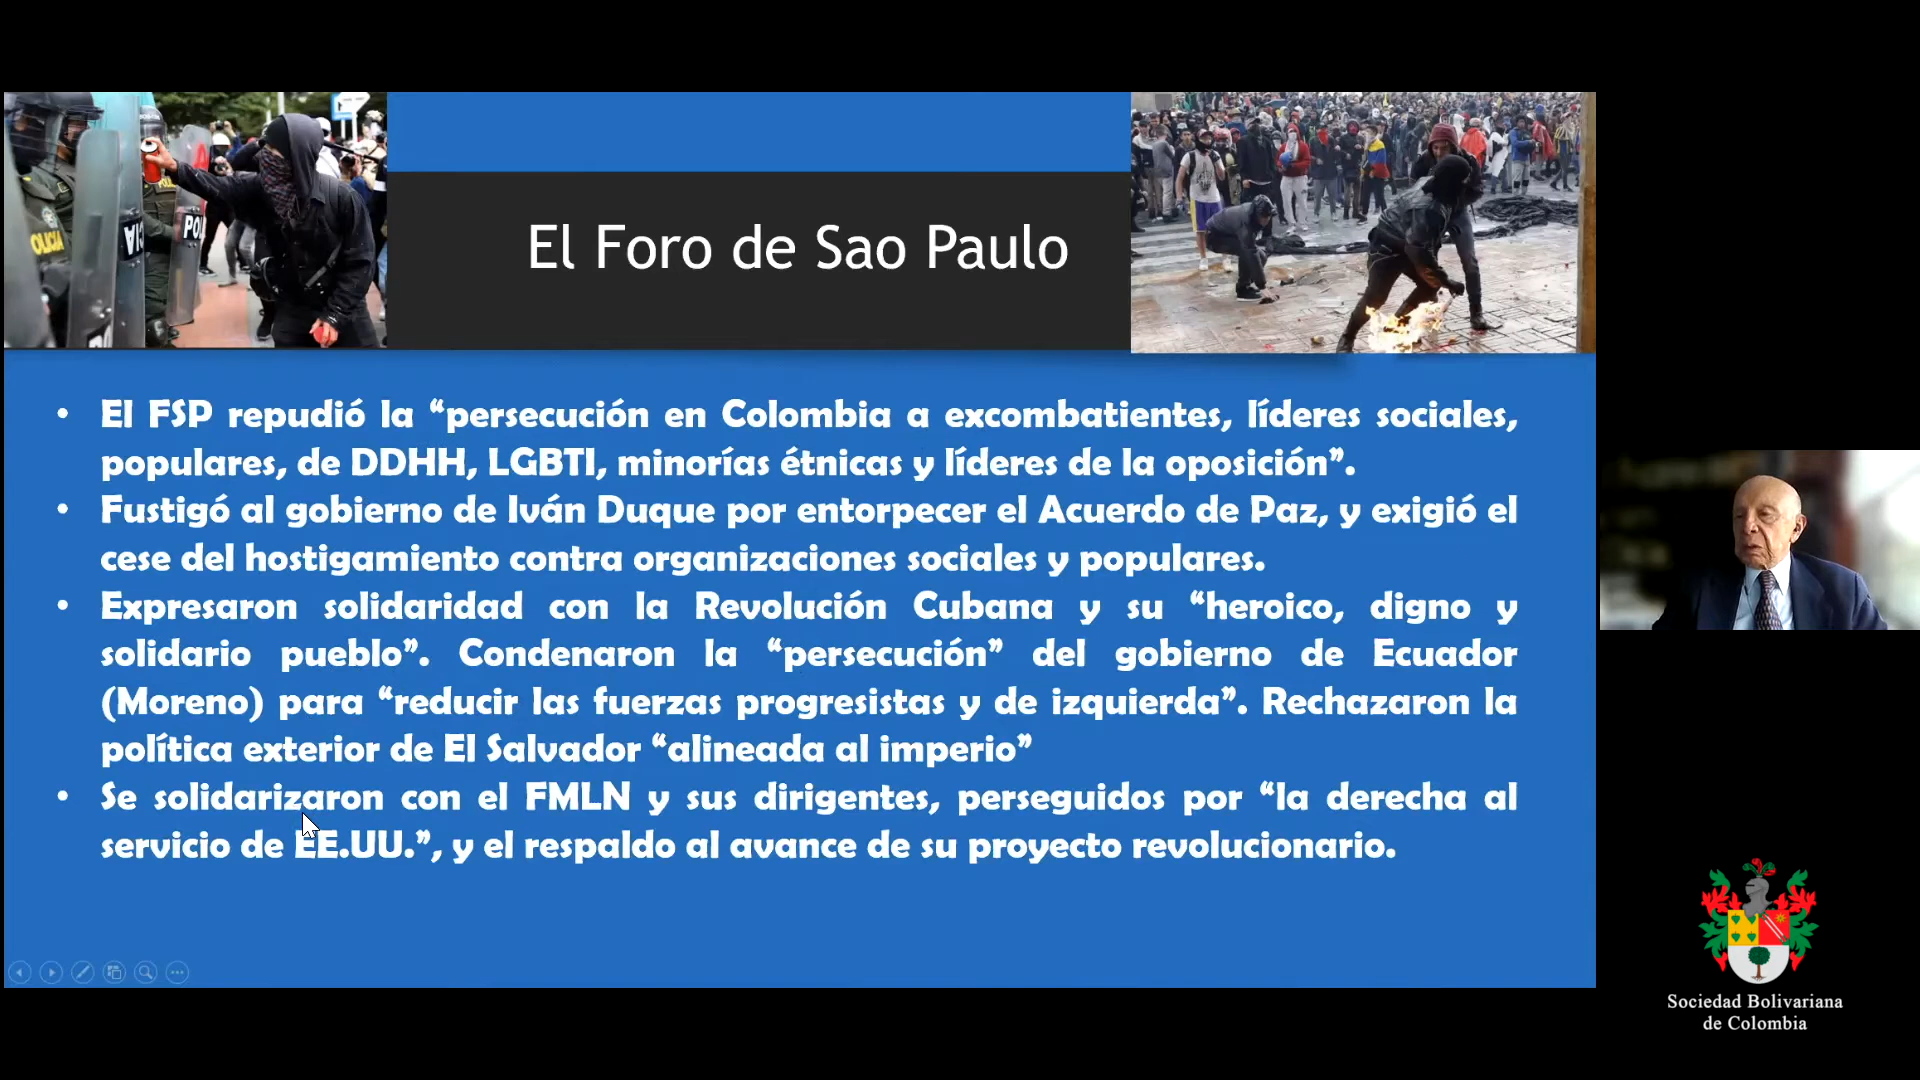 El Foro de Sao Paulo
OLICIA
POL
• El FSP repudió la “persecución en Colombia a excombatientes, líderes sociales,
populares, de DDHH, LGBTI, minorías étnicas y líderes de la oposición”.
• Fustigó al gobierno de Iván Duque por entorpecer el Acuerdo de Paz, y exigió el
cese del hostigamiento contra organizaciones sociales y populares.
• Expresaron solidaridad con la Revolución Cubana y su “heroico, digno y
solidario pueblo”. Condenaron la “persecución” del gobierno de Ecuador
(Moreno) para “reducir las fuerzas progresistas y de izquierda”. Rechazaron la
política exterior de El Salvador “alineada al imperio”
• Se solidarizaron con el FMLN y sus dirigentes, perseguidos por “la derecha al
servicio de EE.UU.”, y el respaldo al avance de su proyecto revolucionario.
Sociedad Bolivariana
de Colombia